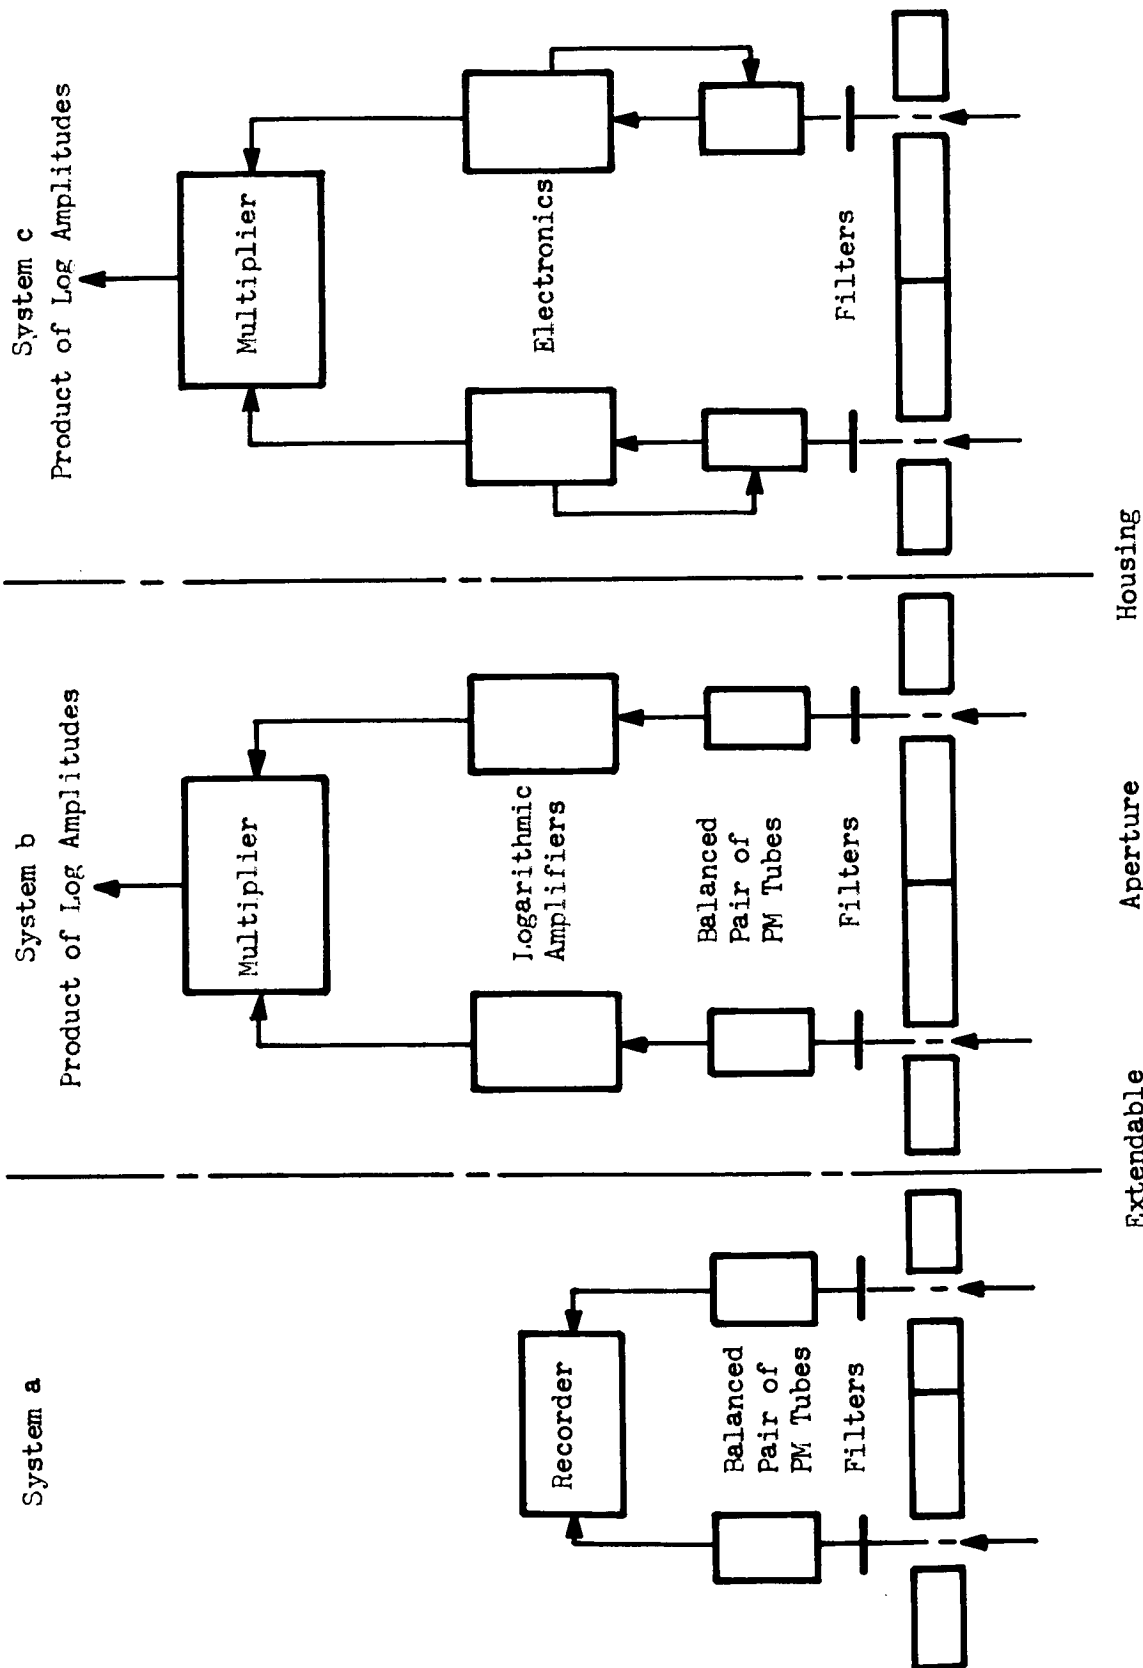 System a
Recorder
Balanced
Pair of
PM Tubes
Filters
System b
Product of Log Amplitudes
Multiplier
Logarithmic
Amplifiers
Balanced
Pair of
PM Tubes
Filters
System c
Product of Log Amplitudes
Multiplier
Electronics
Filters
Extendable Aperture Housing